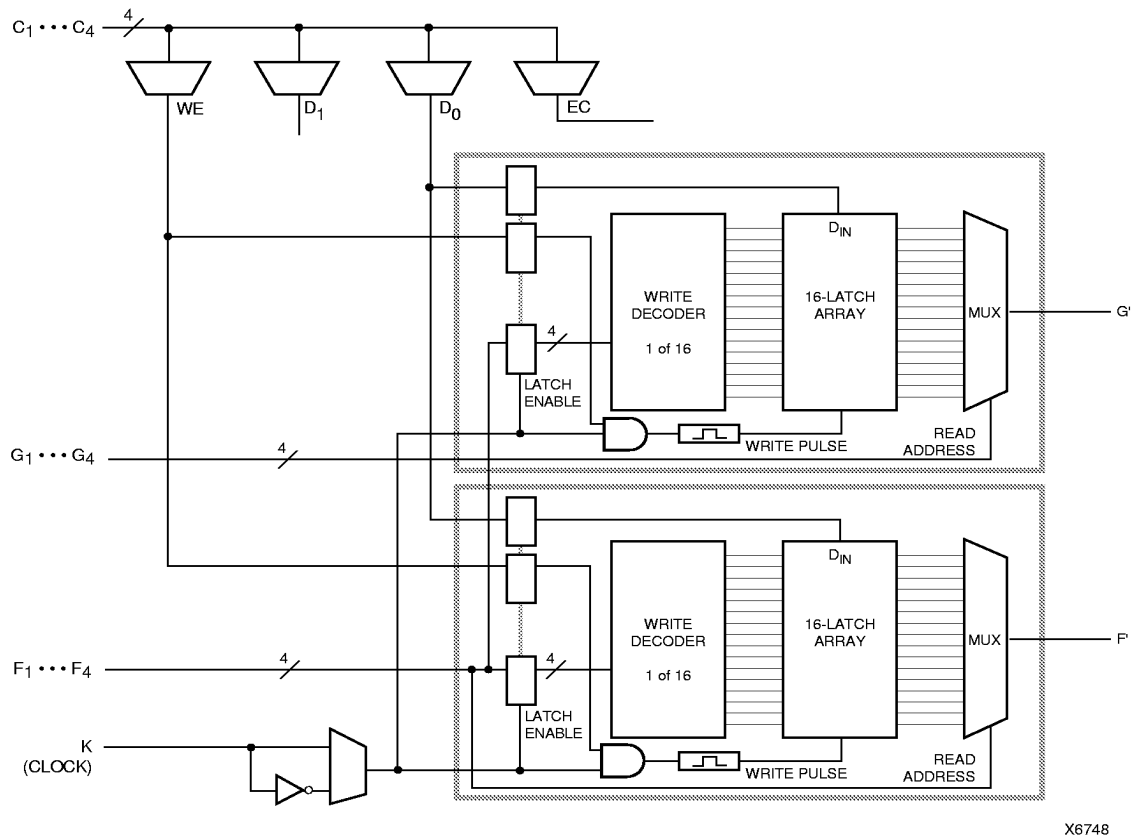 C1 • • • C4
4
WE
D1
D0
EC
DIN
WRITE
DECODER
1 of 16
16-LATCH
ARRAY
MUX
G'
4
LATCH
ENABLE
WRITE PULSE
READ
ADDRESS
G1 • • • G4
4
DIN
WRITE
DECODER
1 of 16
16-LATCH
ARRAY
MUX
F'
F1 • • • F4
4
4
LATCH
ENABLE
K
(CLOCK)
WRITE PULSE
READ
ADDRESS
X6748